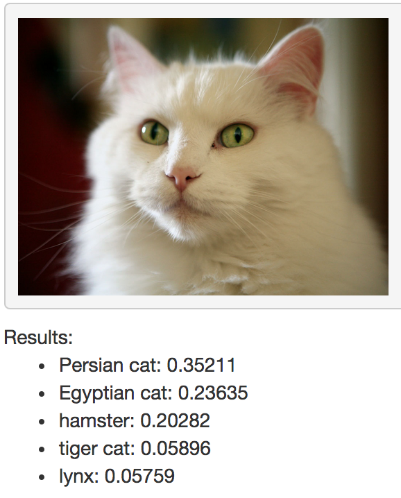 Results:
• Persian cat: 0.35211
• Egyptian cat: 0.23635
• hamster: 0.20282
• tiger cat: 0.05896
• lynx: 0.05759